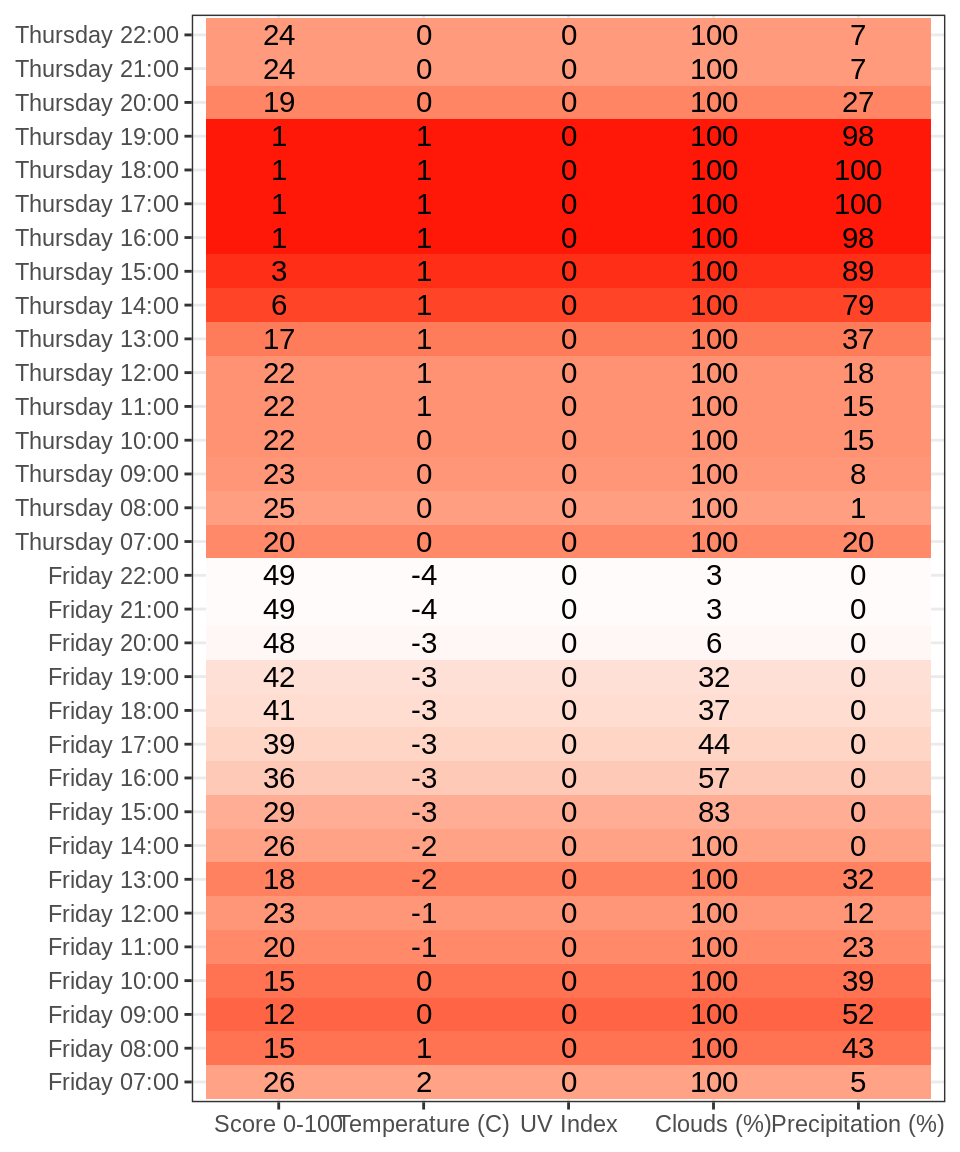 Thursday 22:00 24 0 0 100 7
Thursday 21:00 24 0 0 100 7
Thursday 20:00 19 0 0 100 27
Thursday 19:00 1 1 0 100 98
Thursday 18:00 1 1 0 100 100
Thursday 17:00 1 1 0 100 100
Thursday 16:00 1 1 0 100 98
Thursday 15:00 3 1 0 100 89
Thursday 14:00 6 1 0 100 79
Thursday 13:00 17 1 0 100 37
Thursday 12:00 22 1 0 100 18
Thursday 11:00 22 1 0 100 15
Thursday 10:00 22 0 0 100 15
Thursday 09:00 23 0 0 100 8
Thursday 08:00 25 0 0 100 1
Thursday 07:00 20 0 0 100 20
Friday 22:00 49 -4 0 3 0
Friday 21:00 49 -4 0 3 0
Friday 20:00 48 -3 0 6 0
Friday 19:00 42 -3 0 32 0
Friday 18:00 41 -3 0 37 0
Friday 17:00 39 -3 0 44 0
Friday 16:00 36 -3 0 57 0
Friday 15:00 29 -3 0 83 0
Friday 14:00 26 -2 0 100 0
Friday 13:00 18 -2 0 100 32
Friday 12:00 23 -1 0 100 12
Friday 11:00 20 -1 0 100 23
Friday 10:00 15 0 0 100 39
Friday 09:00 12 0 0 100 52
Friday 08:00 15 1 0 100 43
Friday 07:00 26 2 0 100 5
Score 0-100 Temperature (C) UV Index Clouds (%) Precipitation (%)